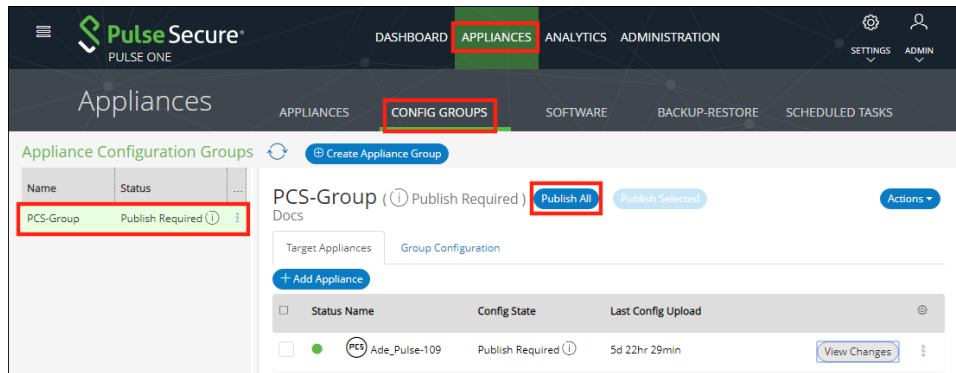 Pulse Secure®
PULSE ONE
DASHBOARD APPLIANCES ANALYTICS ADMINISTRATION
SETTINGS ADMIN
Appliances
APPLIANCES CONFIG GROUPS SOFTWARE BACKUP-RESTORE SCHEDULED TASKS
Appliance Configuration Groups Create Appliance Group
Name Status ...
PCS-Group Publish Required
PCS-Group ( Publish Required ) Publish All Publish Selected Actions
Docs
Target Appliances Group Configuration
+ Add Appliance
Status Name Config State Last Config Upload
PCS Ade_Pulse-109 Publish Required 5d 22hr 29min View Changes